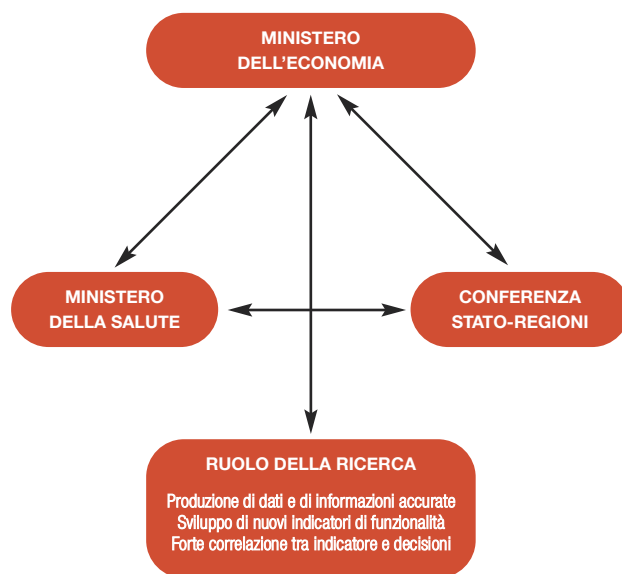 MINISTERO
DELL'ECONOMIA
MINISTERO
DELLA SALUTE
CONFERENZA
STATO-REGIONI
RUOLO DELLA RICERCA
Produzione di dati e di informazioni accurate
Sviluppo di nuovi indicatori di funzionalità
Forte correlazione tra indicatore e decisioni